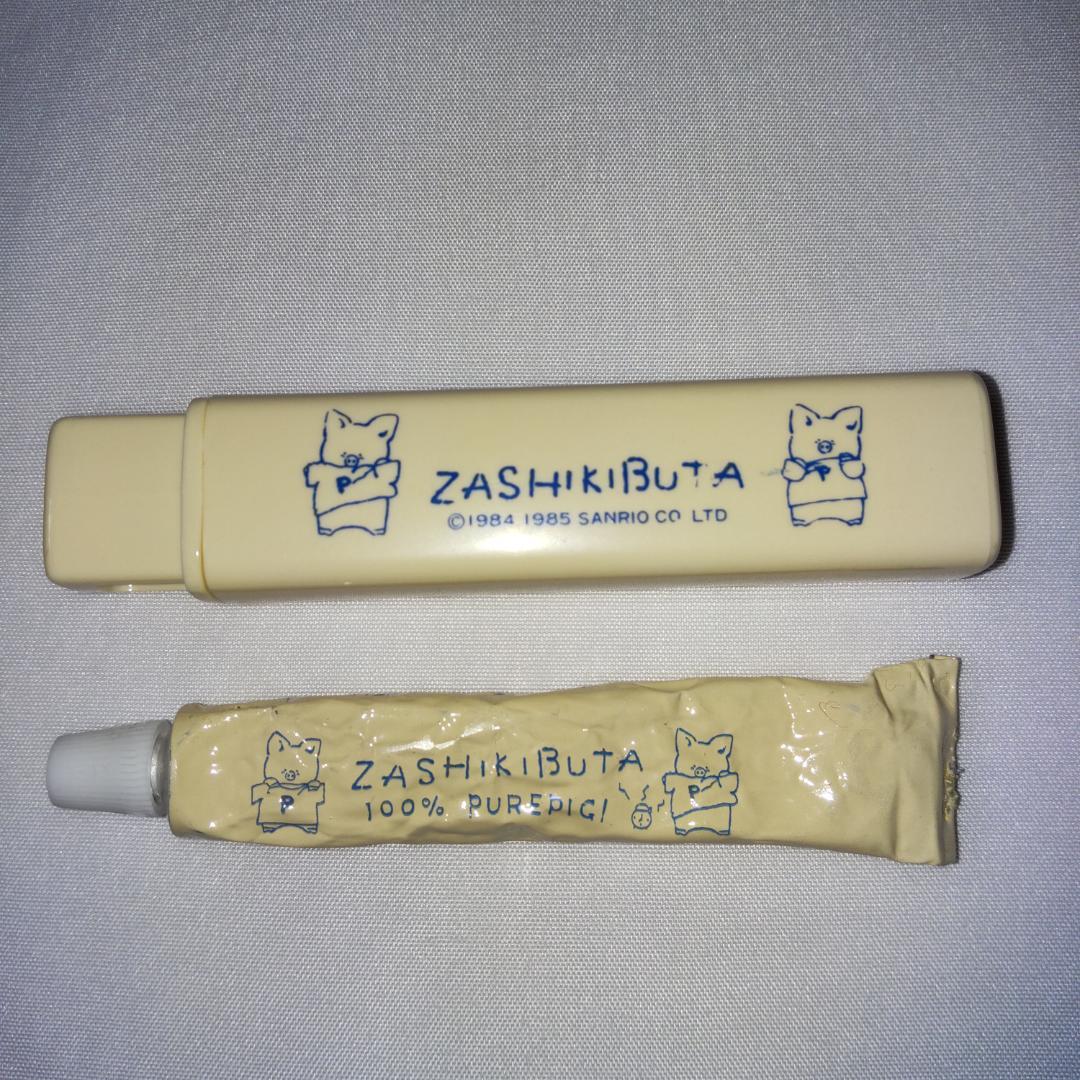 P
ZASHIKIBUTA
P
©1984, 1985 SANRIO CO., LTD
P
ZASHIKIBUTA
100% PUREPIG!
P